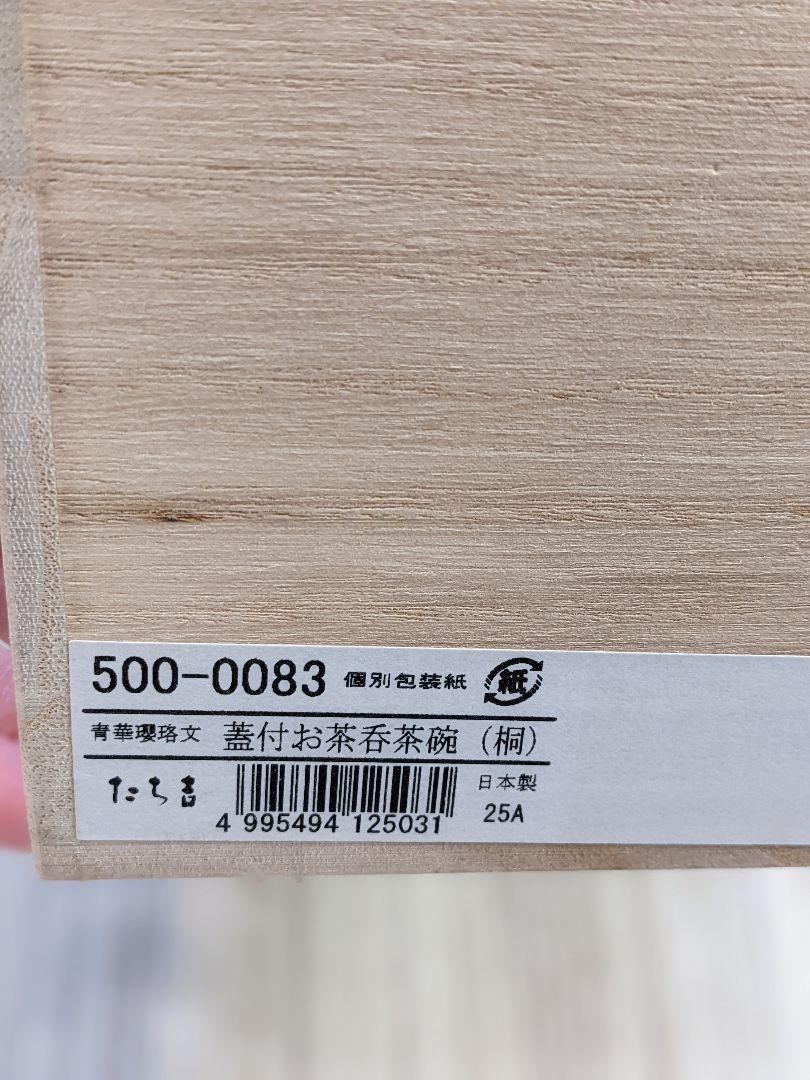 500-0083 個別包装紙 紙
青華瓔珞文 蓋付お茶呑茶碗 (桐)
たち吉 日本製
4 995494 125031 25A